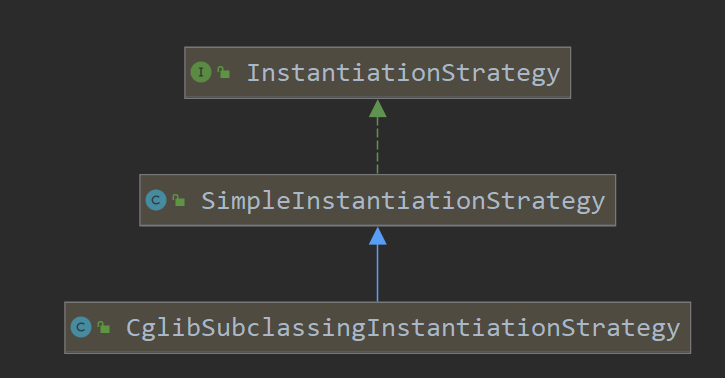 I InstantiationStrategy
C SimpleInstantiationStrategy
C CglibSubclassingInstantiationStrategy